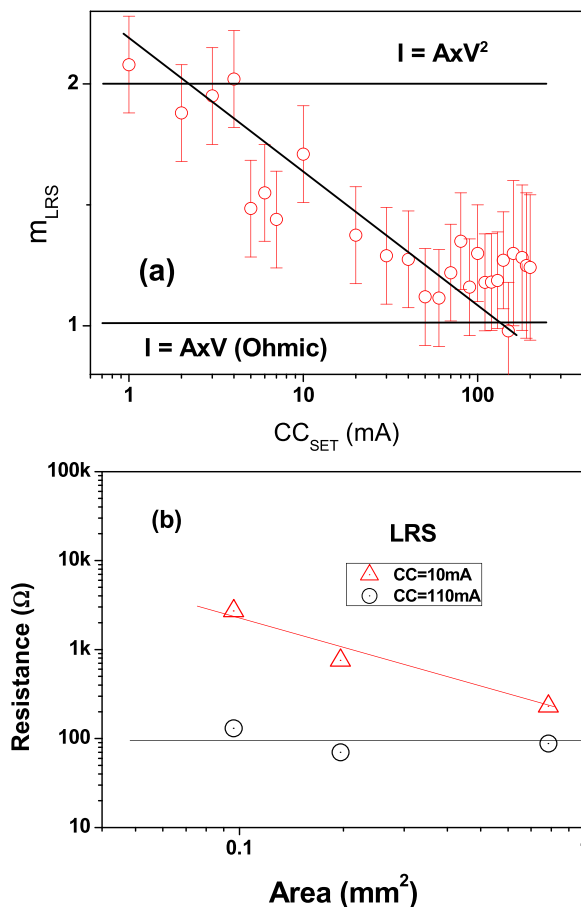 I = AxV²
2
m_LRS
(a)
1
I = AxV (Ohmic)
1 10 100
CC_SET (mA)
100k
(b)
LRS
10k
CC=10mA
CC=110mA
Resistance (Ω)
1k
100
10
0.1 1
Area (mm²)